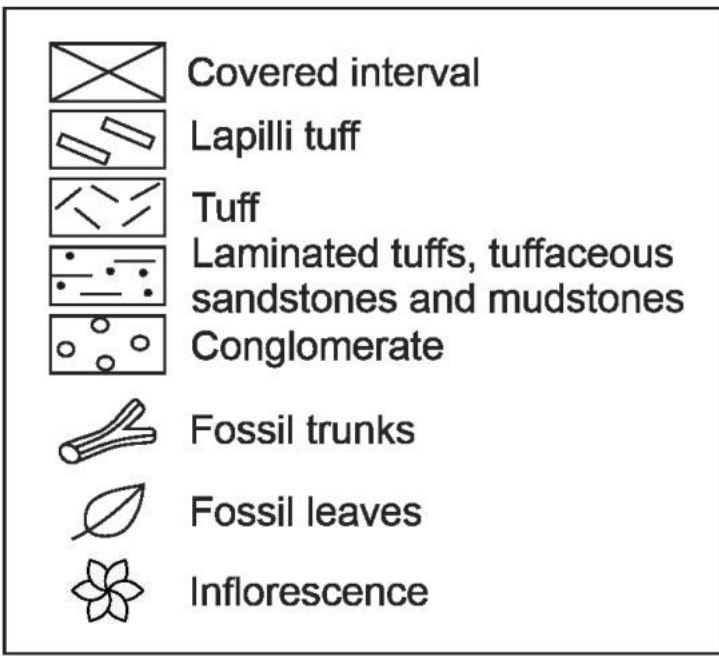 Covered interval
Lapilli tuff
Tuff
Laminated tuffs, tuffaceous
sandstones and mudstones
Conglomerate
Fossil trunks
Fossil leaves
Inflorescence